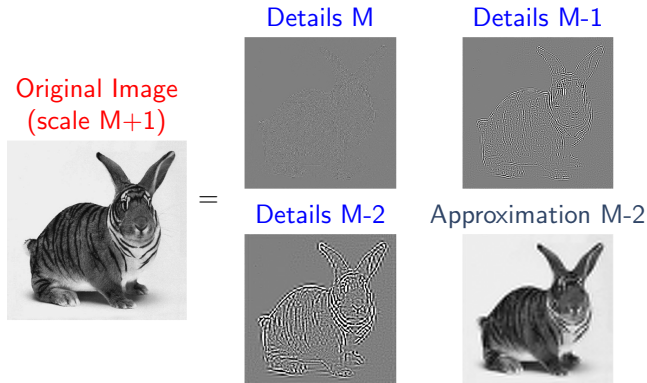 Original Image
(scale M+1)
=
Details M
Details M-1
Details M-2
Approximation M-2